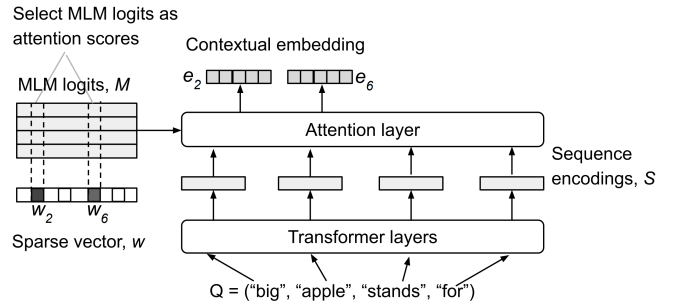 Select MLM logits as
attention scores
Contextual embedding
e2
e6
MLM logits, M
Attention layer
Sequence
encodings, S
w2
w6
Sparse vector, w
Transformer layers
Q = (“big”, “apple”, “stands”, “for”)